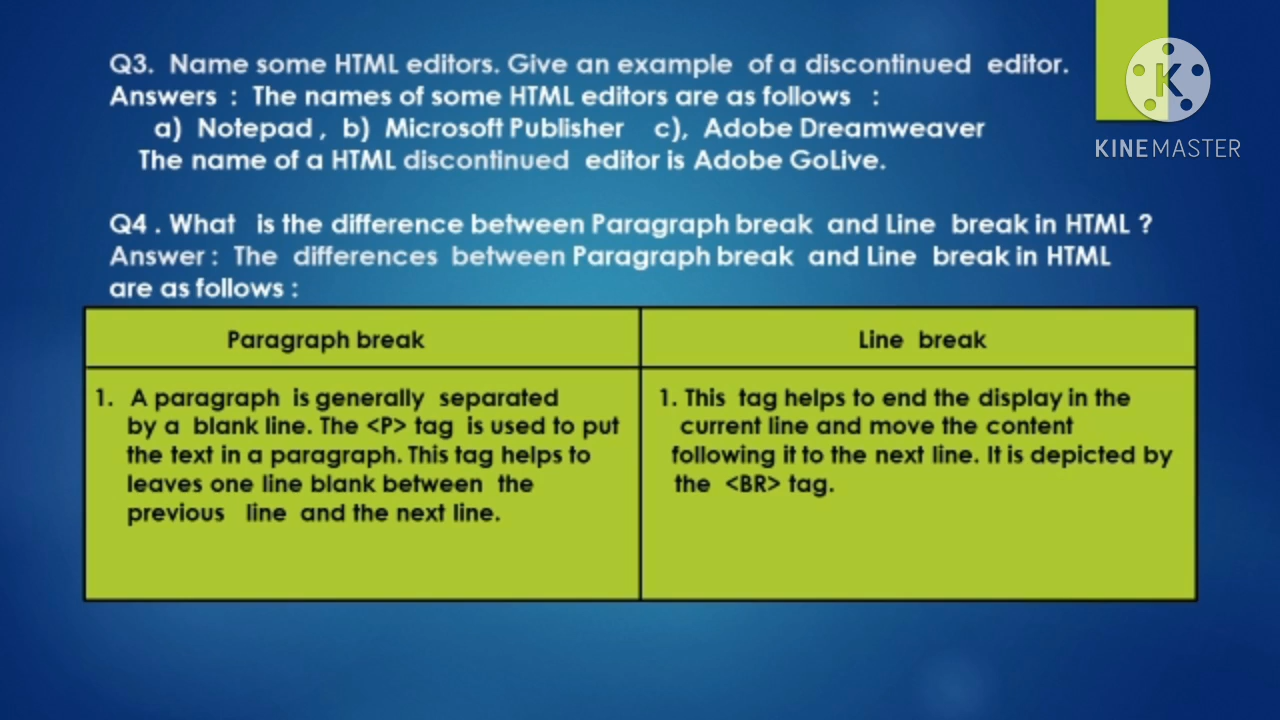 Q3. Name some HTML editors. Give an example of a discontinued editor.
Answers : The names of some HTML editors are as follows :
a) Notepad , b) Microsoft Publisher c), Adobe Dreamweaver
The name of a HTML discontinued editor is Adobe GoLive.
Q4 . What is the difference between Paragraph break and Line break in HTML ?
Answer : The differences between Paragraph break and Line break in HTML
are as follows :
Paragraph break
1. A paragraph is generally separated
by a blank line. The <P> tag is used to put
the text in a paragraph. This tag helps to
leaves one line blank between the
previous line and the next line.
Line break
1. This tag helps to end the display in the
current line and move the content
following it to the next line. It is depicted by
the <BR> tag.
K
KINEMASTER